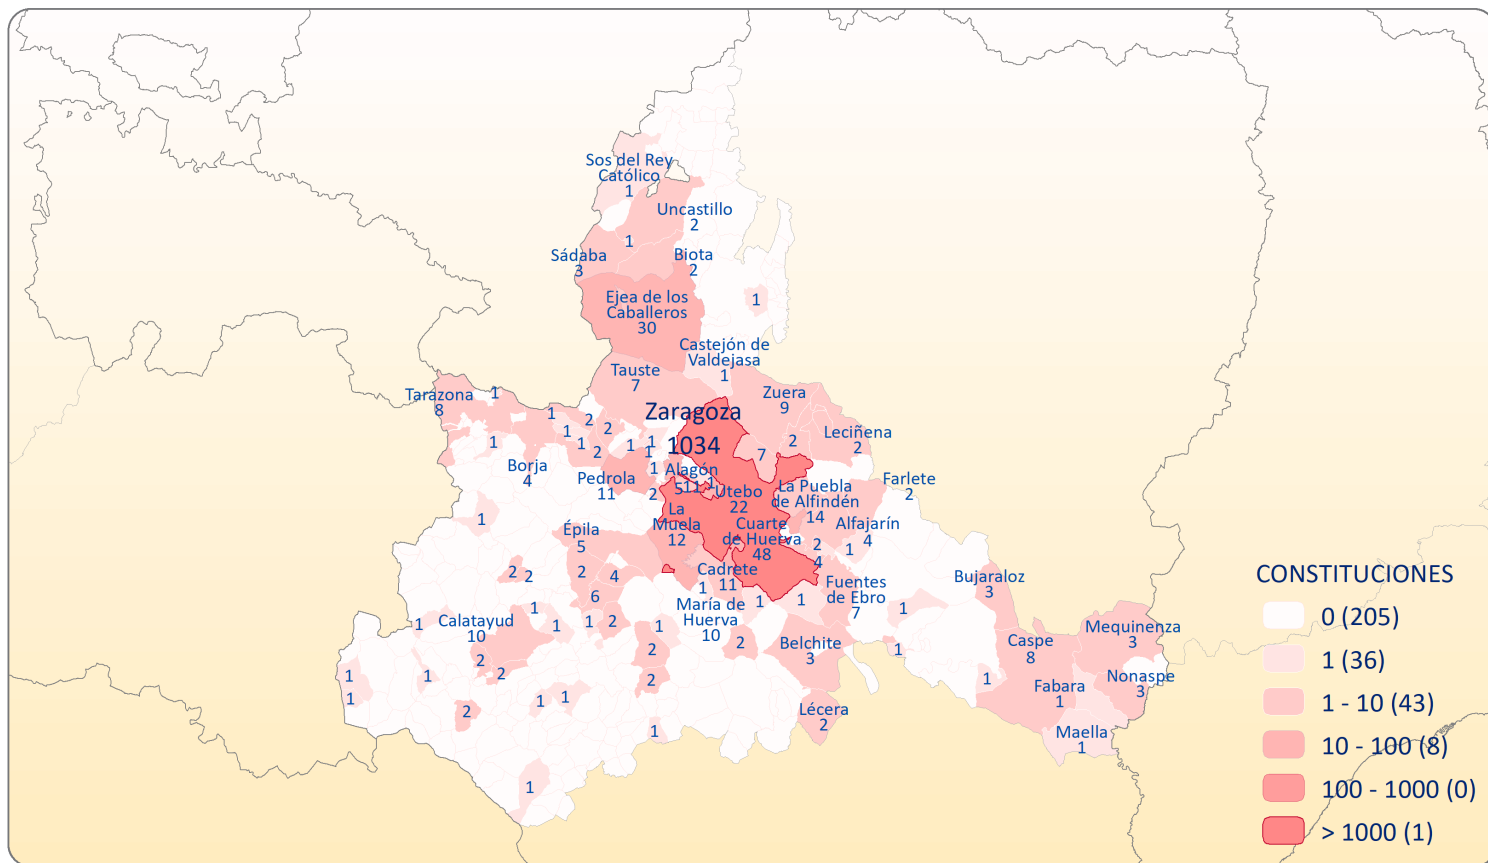 Sos del Rey
Católico
1
Uncastillo
2
1
Sádaba
3
Biota
2
Ejea de los
Caballeros
30
1
Castejón de
Valdejasa
1
Tauste
7
Tarazona
8
1
Zuera
9
Zaragoza
1034
1
2
1
2
1
1
2
1
1
1
1
Leciñena
2
2
7
Borja
4
Pedrola
11
2
Alagón
11
5
1
Utebo
22
La Puebla
de Alfindén
14
Farlete
2
1
La
Muela
12
Cuarte
de Huerva
48
Alfajarín
4
1
2
4
Épila
5
2
2
2
4
6
Cadrete
11
1
Fuentes
de Ebro
7
1
1
María de
Huerva
10
Bujaraloz
3
1
1
Calatayud
10
1
1
1
1
2
1
2
2
Belchite
3
Caspe
8
Mequinenza
3
2
2
2
1
1
1
1
1
2
Lécera
2
1
Fabara
1
Nonaspe
3
Maella
1
1
1
CONSTITUCIONES
0 (205)
1 (36)
1 - 10 (43)
10 - 100 (8)
100 - 1000 (0)
> 1000 (1)